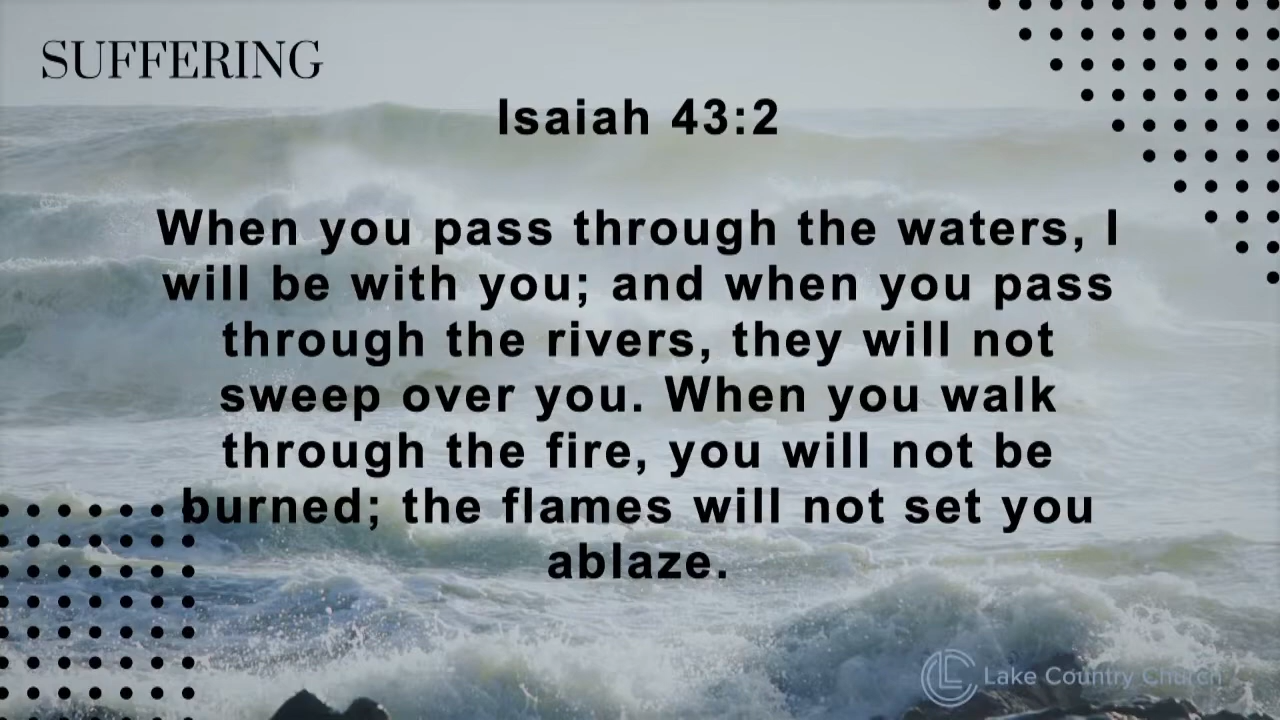 SUFFERING
Isaiah 43:2
When you pass through the waters, I
will be with you; and when you pass
through the rivers, they will not
sweep over you. When you walk
through the fire, you will not be
burned; the flames will not set you
ablaze.
Lake Country Church